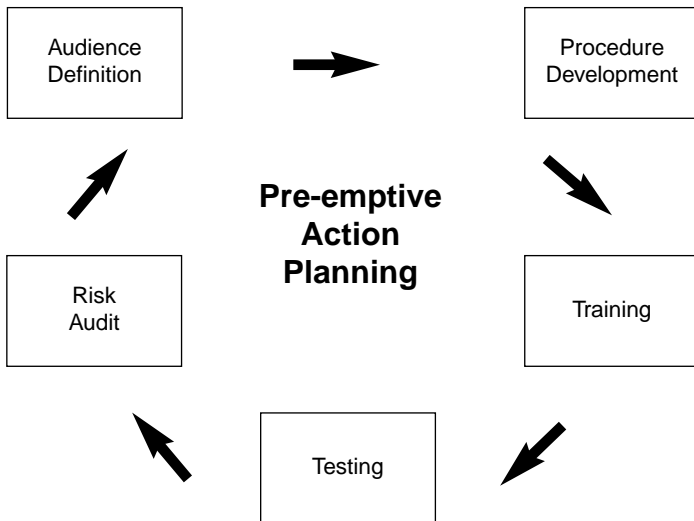 Audience
Definition
Procedure
Development
Pre-emptive
Action
Planning
Risk
Audit
Training
Testing